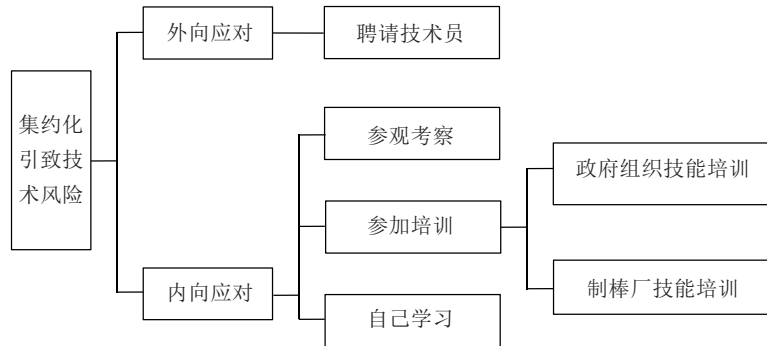 集约化
引致技
术风险
外向应对
聘请技术员
内向应对
参观考察
参加培训
自己学习
政府组织技能培训
制棒厂技能培训